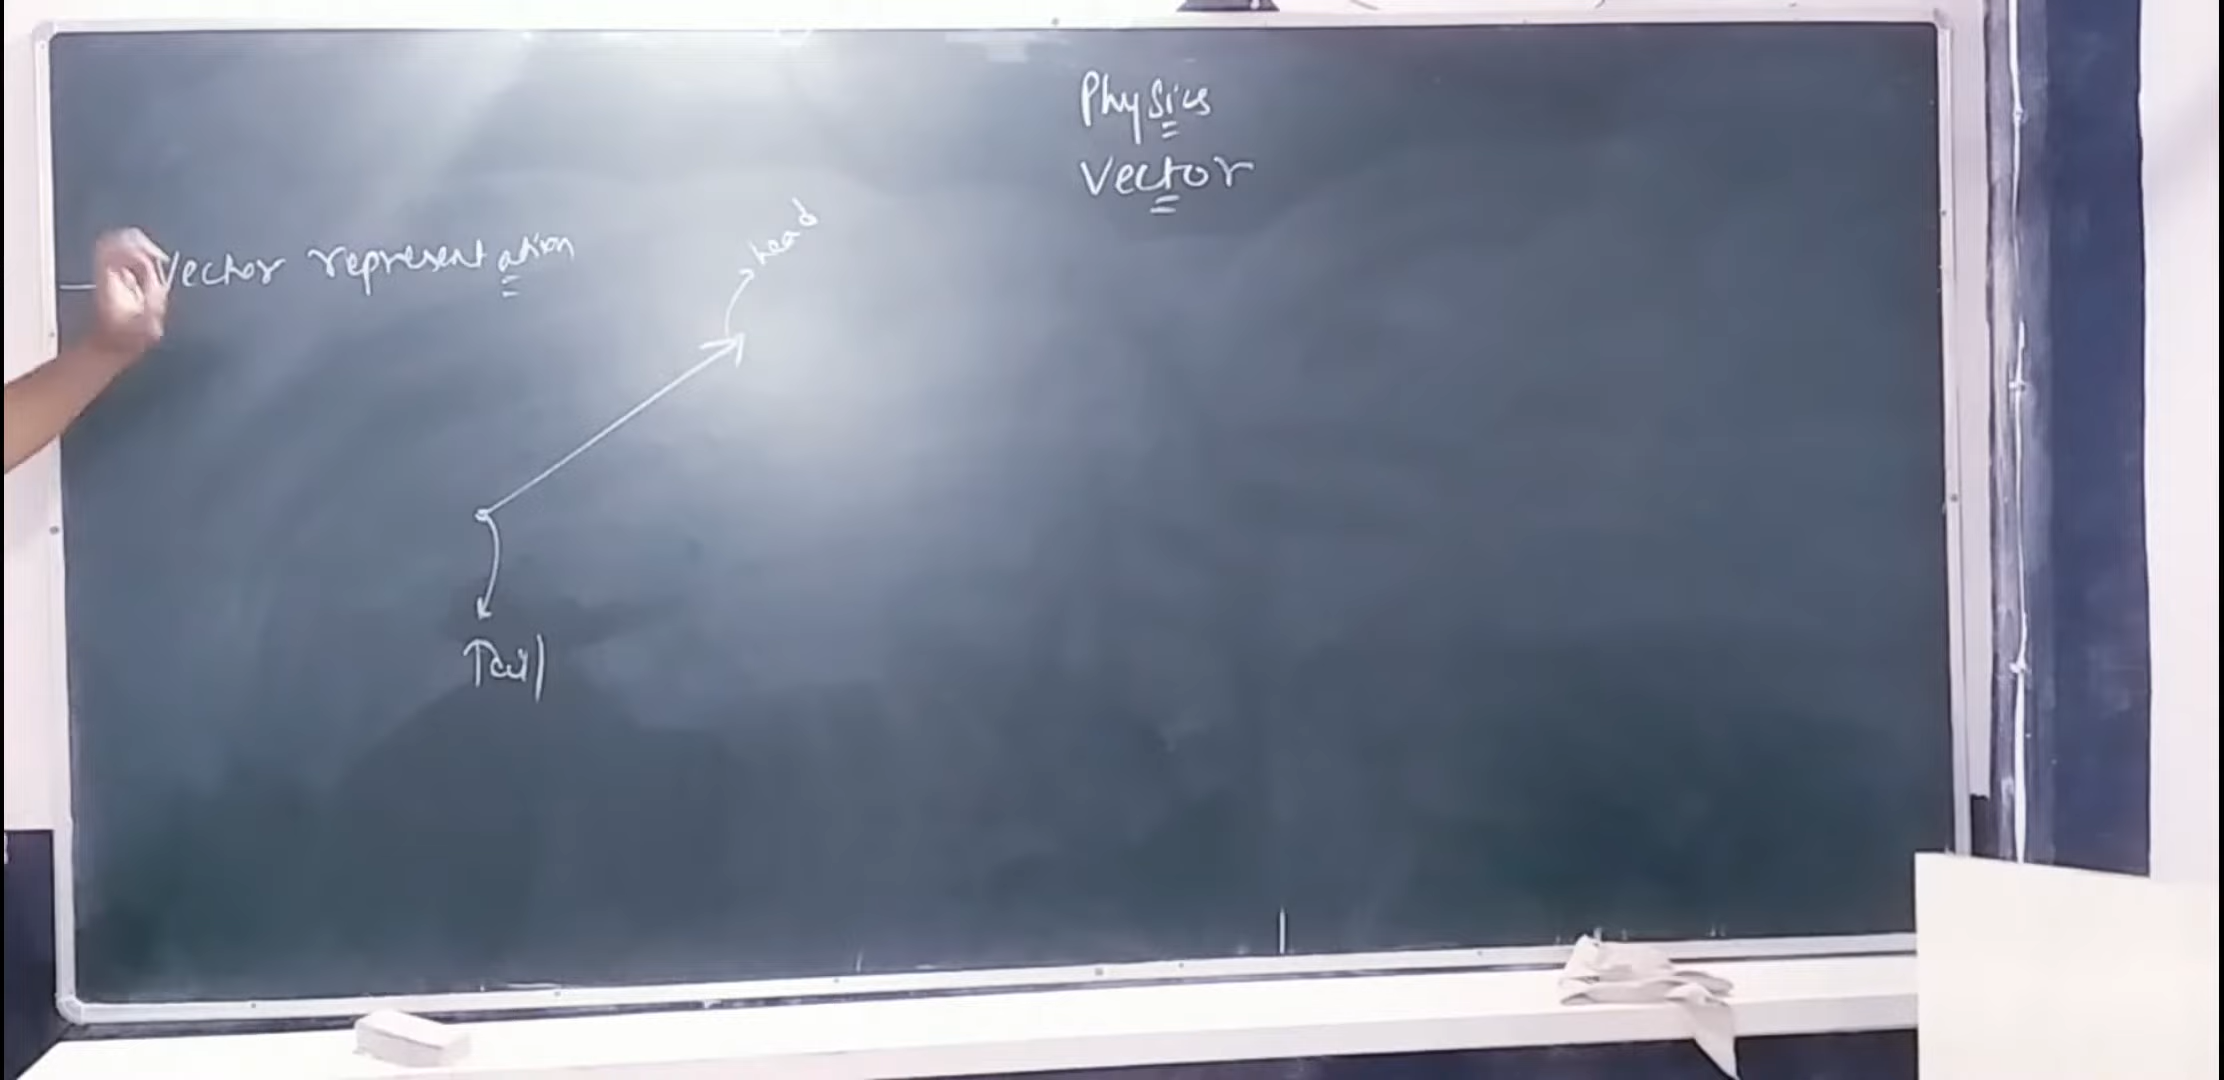 Physics
Vector
Vector representation
head
Tail